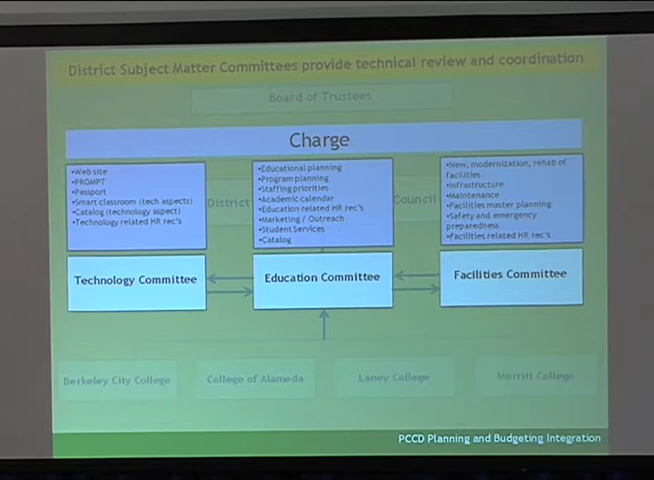 District Subject Matter Committees provide technical review and coordination
Board of Trustees
Charge
•Web site
•PROMPT
•Passport
•Smart classroom (tech aspects)
•Catalog (technology aspect)
•Technology related HR rec's
District
•Educational planning
•Program planning
•Staffing priorities
•Academic calendar
•Education related HR rec's
•Marketing / Outreach
•Student Services
•Catalog
Council
•New, modernization, rehab of
facilities
•Infrastructure
•Maintenance
•Facilities master planning
•Safety and emergency
preparedness
•Facilities related HR rec's
Technology Committee
Education Committee
Facilities Committee
Berkeley City College
College of Alameda
Laney College
Merritt College
PCCD Planning and Budgeting Integration